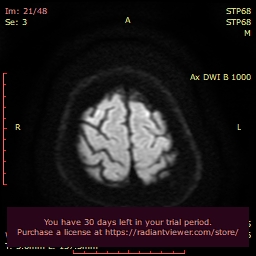 Im: 21/48
Se: 3
A
STP68
STP68
M
Ax DWI B 1000
R
L
You have 30 days left in your trial period.
Purchase a license at https://radiantviewer.com/store/